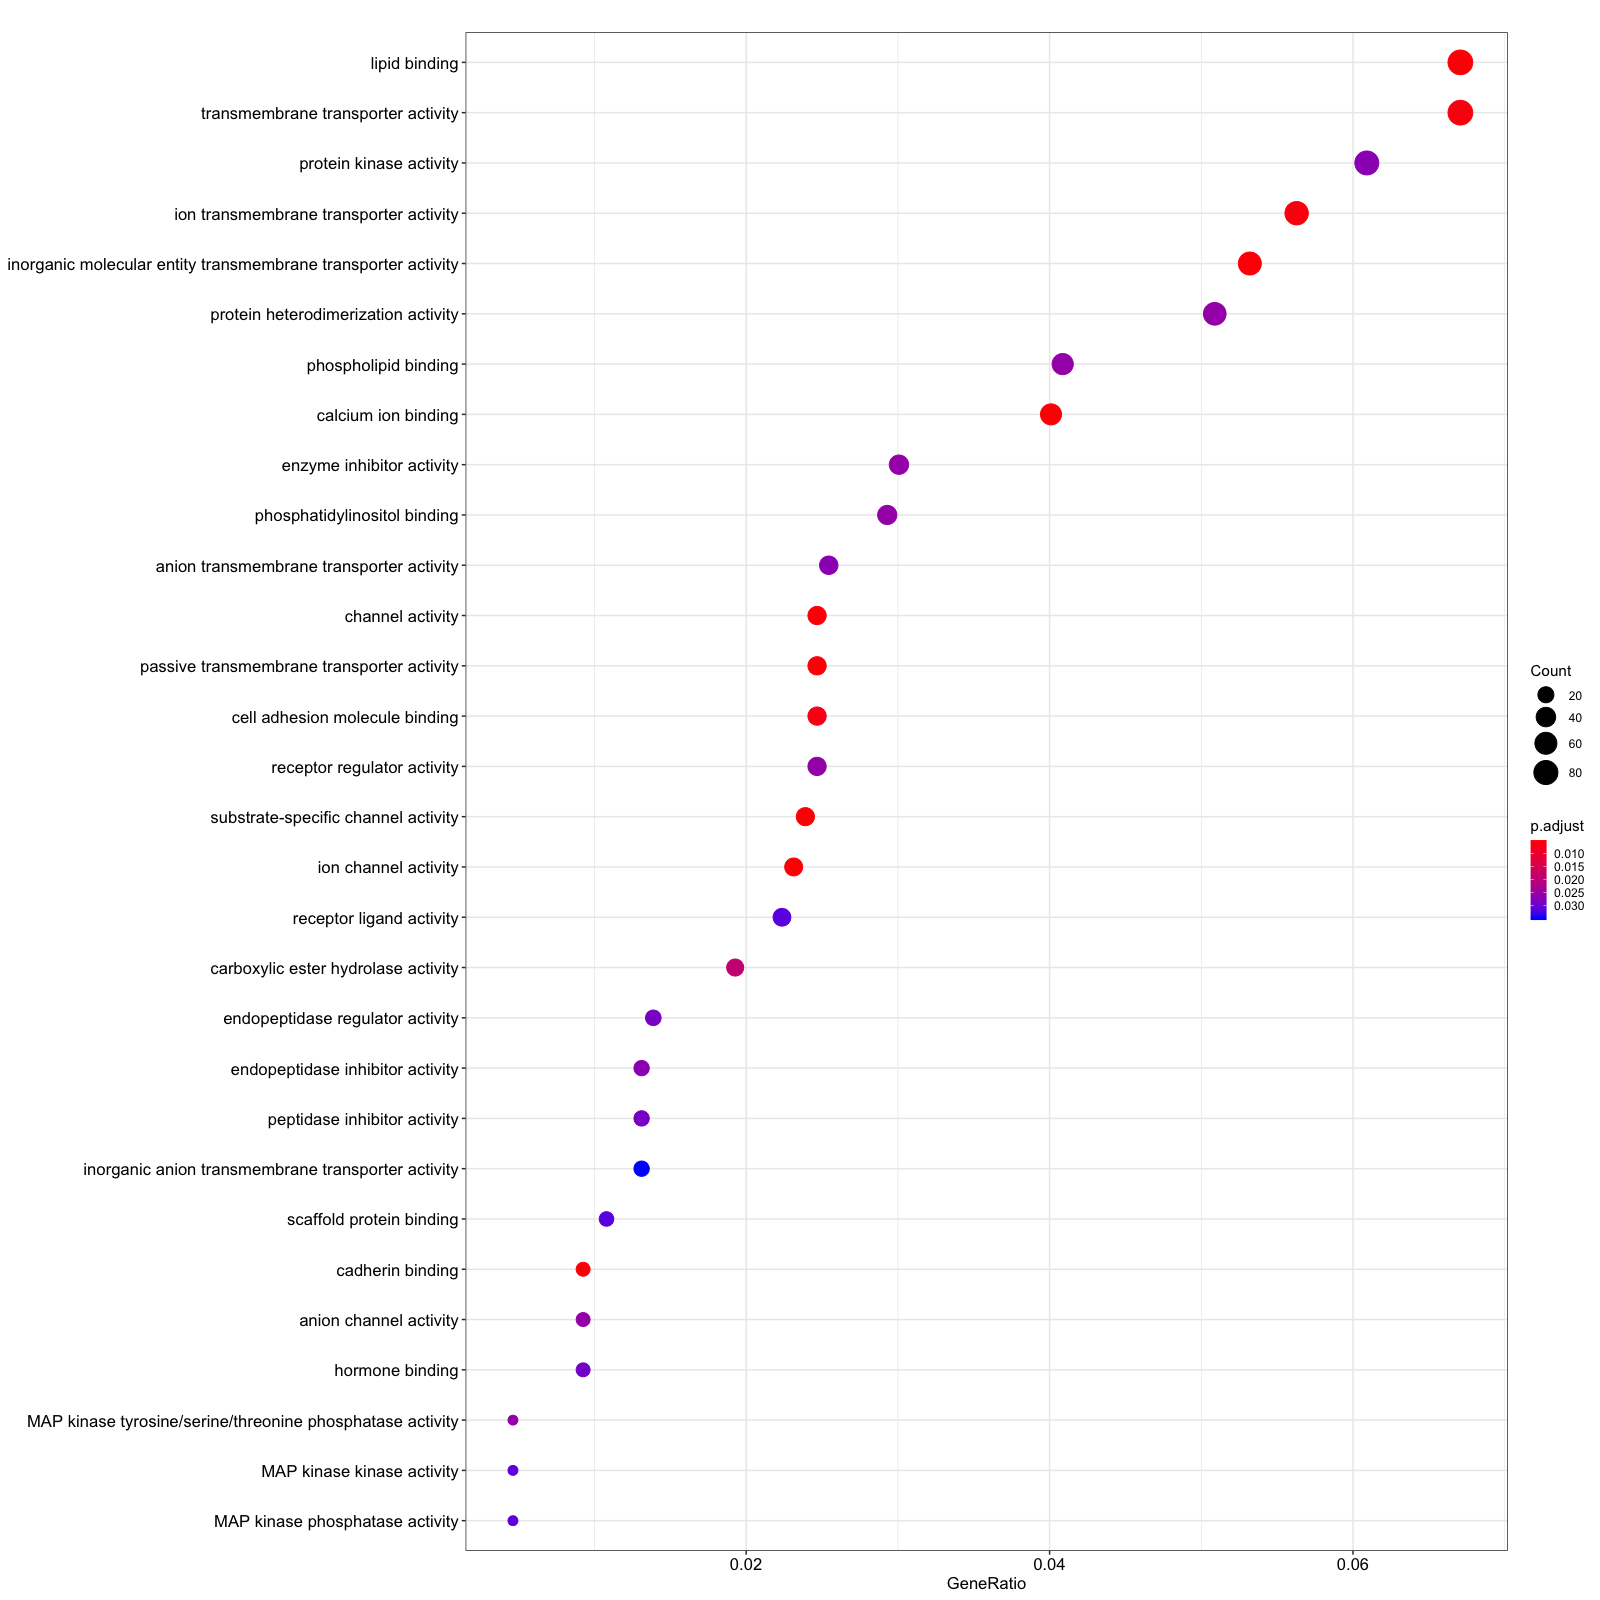 lipid binding
transmembrane transporter activity
protein kinase activity
ion transmembrane transporter activity
inorganic molecular entity transmembrane transporter activity
protein heterodimerization activity
phospholipid binding
calcium ion binding
enzyme inhibitor activity
phosphatidylinositol binding
anion transmembrane transporter activity
channel activity
passive transmembrane transporter activity
cell adhesion molecule binding
receptor regulator activity
substrate-specific channel activity
ion channel activity
receptor ligand activity
carboxylic ester hydrolase activity
endopeptidase regulator activity
endopeptidase inhibitor activity
peptidase inhibitor activity
inorganic anion transmembrane transporter activity
scaffold protein binding
cadherin binding
anion channel activity
hormone binding
MAP kinase tyrosine/serine/threonine phosphatase activity
MAP kinase kinase activity
MAP kinase phosphatase activity
0.02 0.04 0.06
GeneRatio
Count
20
40
60
80
p.adjust
0.010
0.015
0.020
0.025
0.030